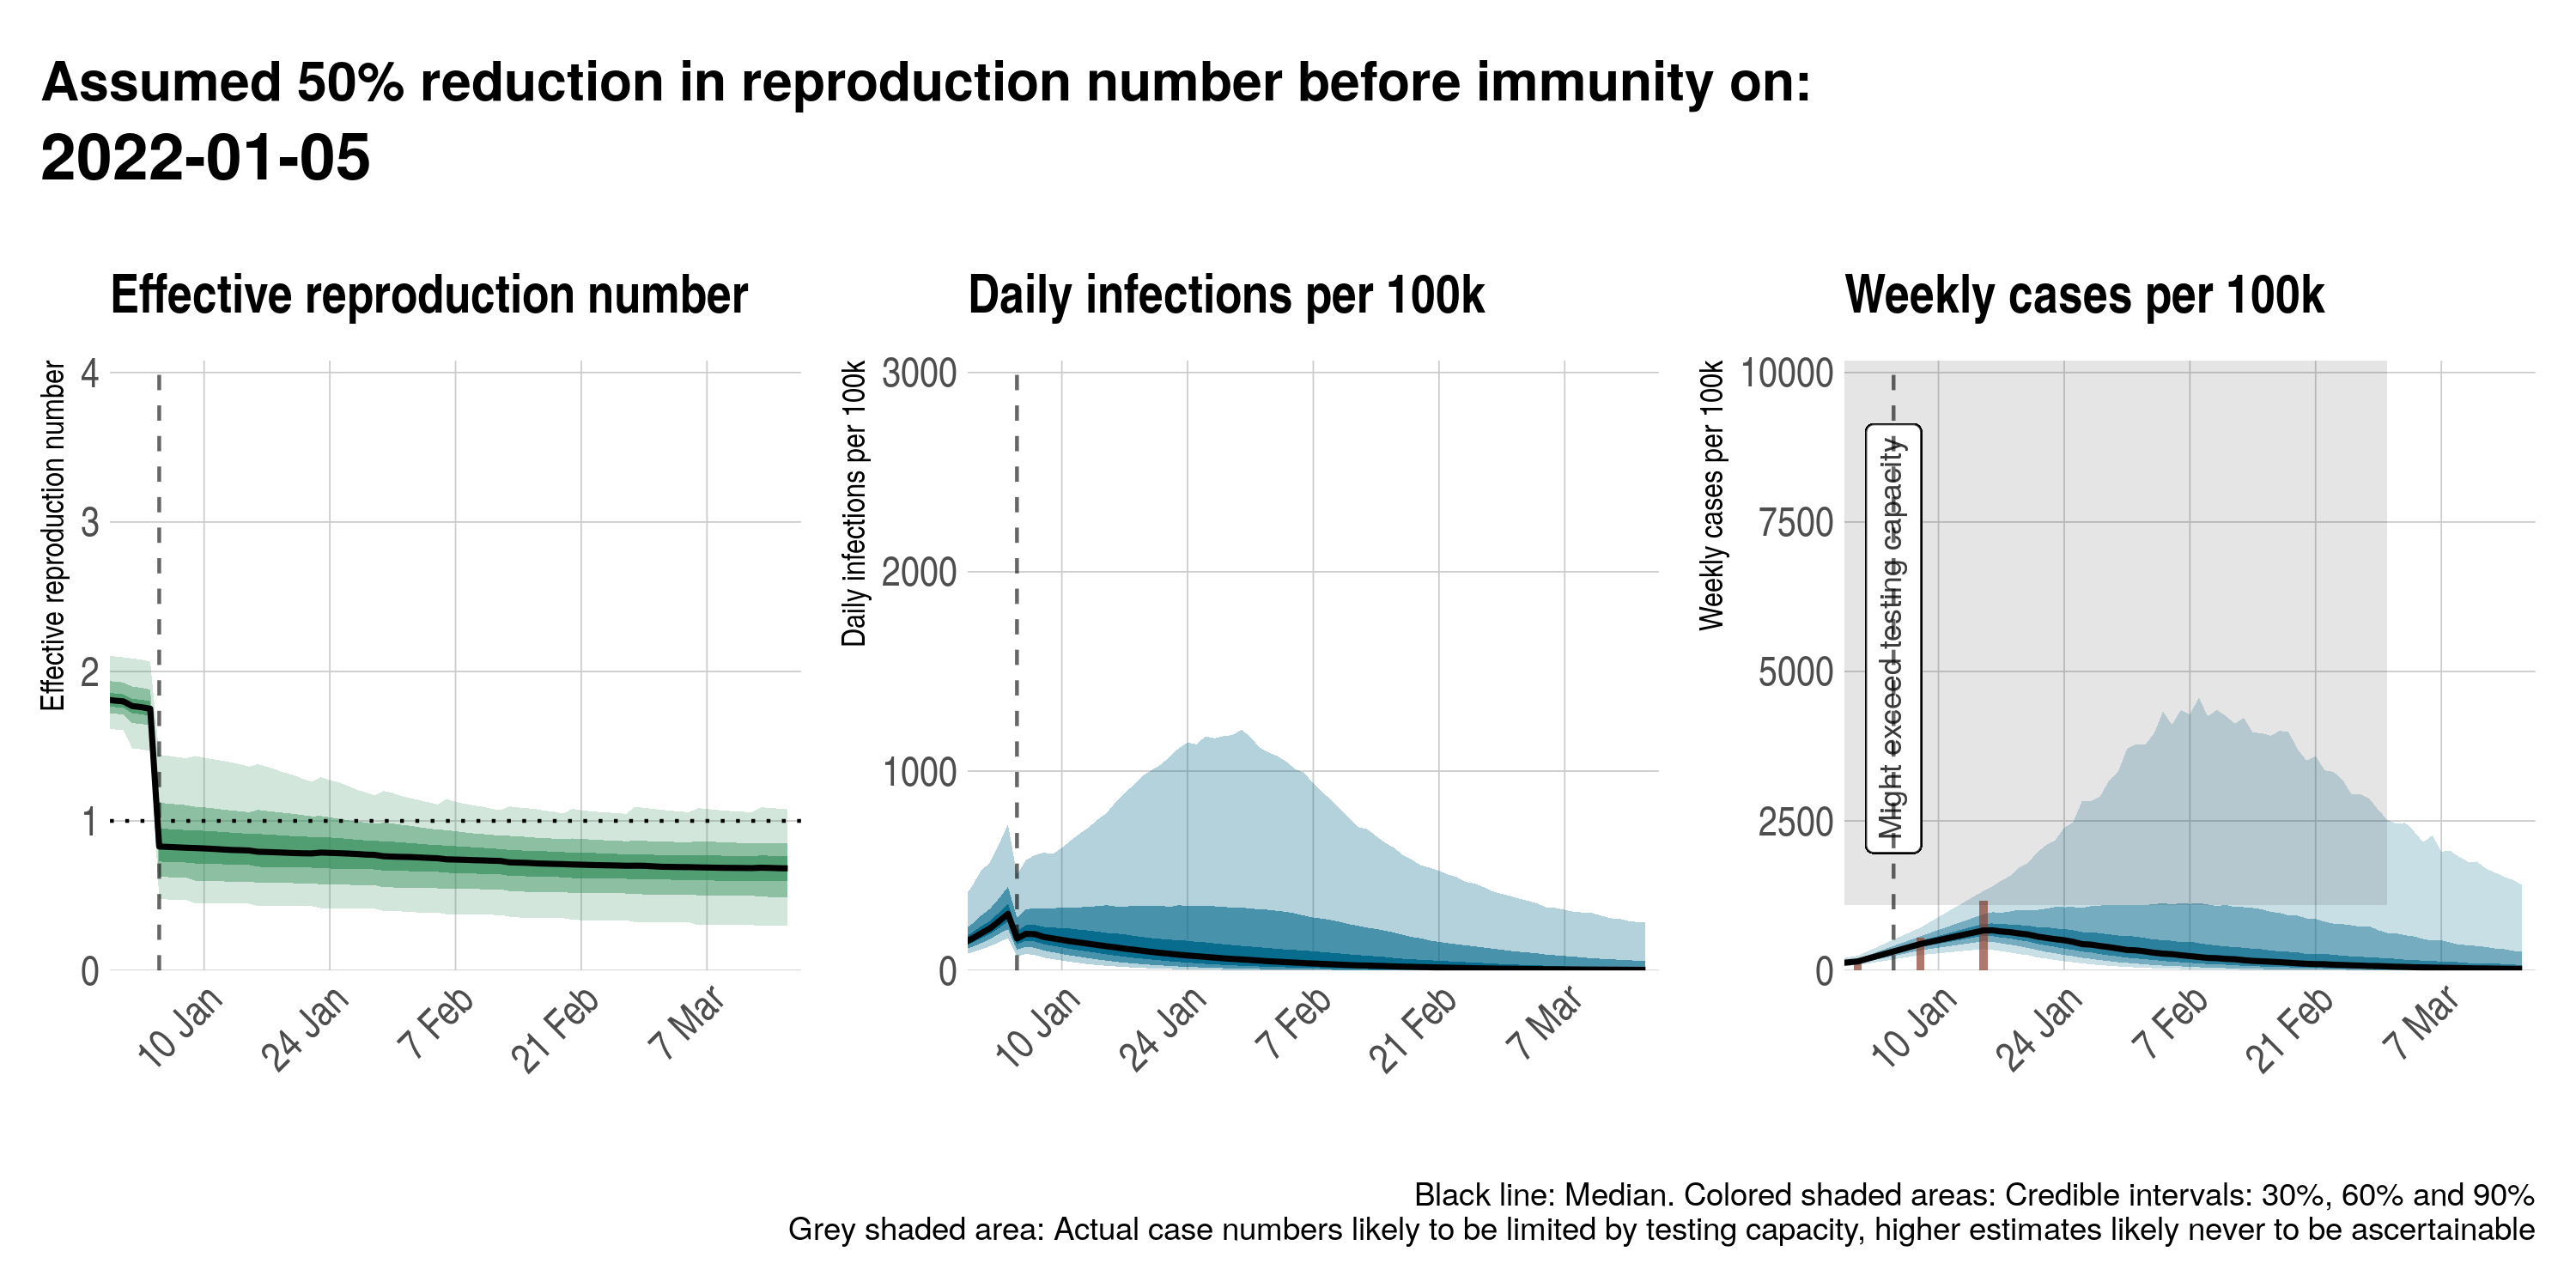 Assumed 50% reduction in reproduction number before immunity on:
2022-01-05
Effective reproduction number
Effective reproduction number
4
3
2
1
0
10 Jan
24 Jan
7 Feb
21 Feb
7 Mar
Daily infections per 100k
Daily infections per 100k
3000
2000
1000
0
10 Jan
24 Jan
7 Feb
21 Feb
7 Mar
Weekly cases per 100k
Weekly cases per 100k
10000
7500
5000
2500
0
Might exceed testing capacity
10 Jan
24 Jan
7 Feb
21 Feb
7 Mar
Black line: Median. Colored shaded areas: Credible intervals: 30%, 60% and 90%
Grey shaded area: Actual case numbers likely to be limited by testing capacity, higher estimates likely never to be ascertainable